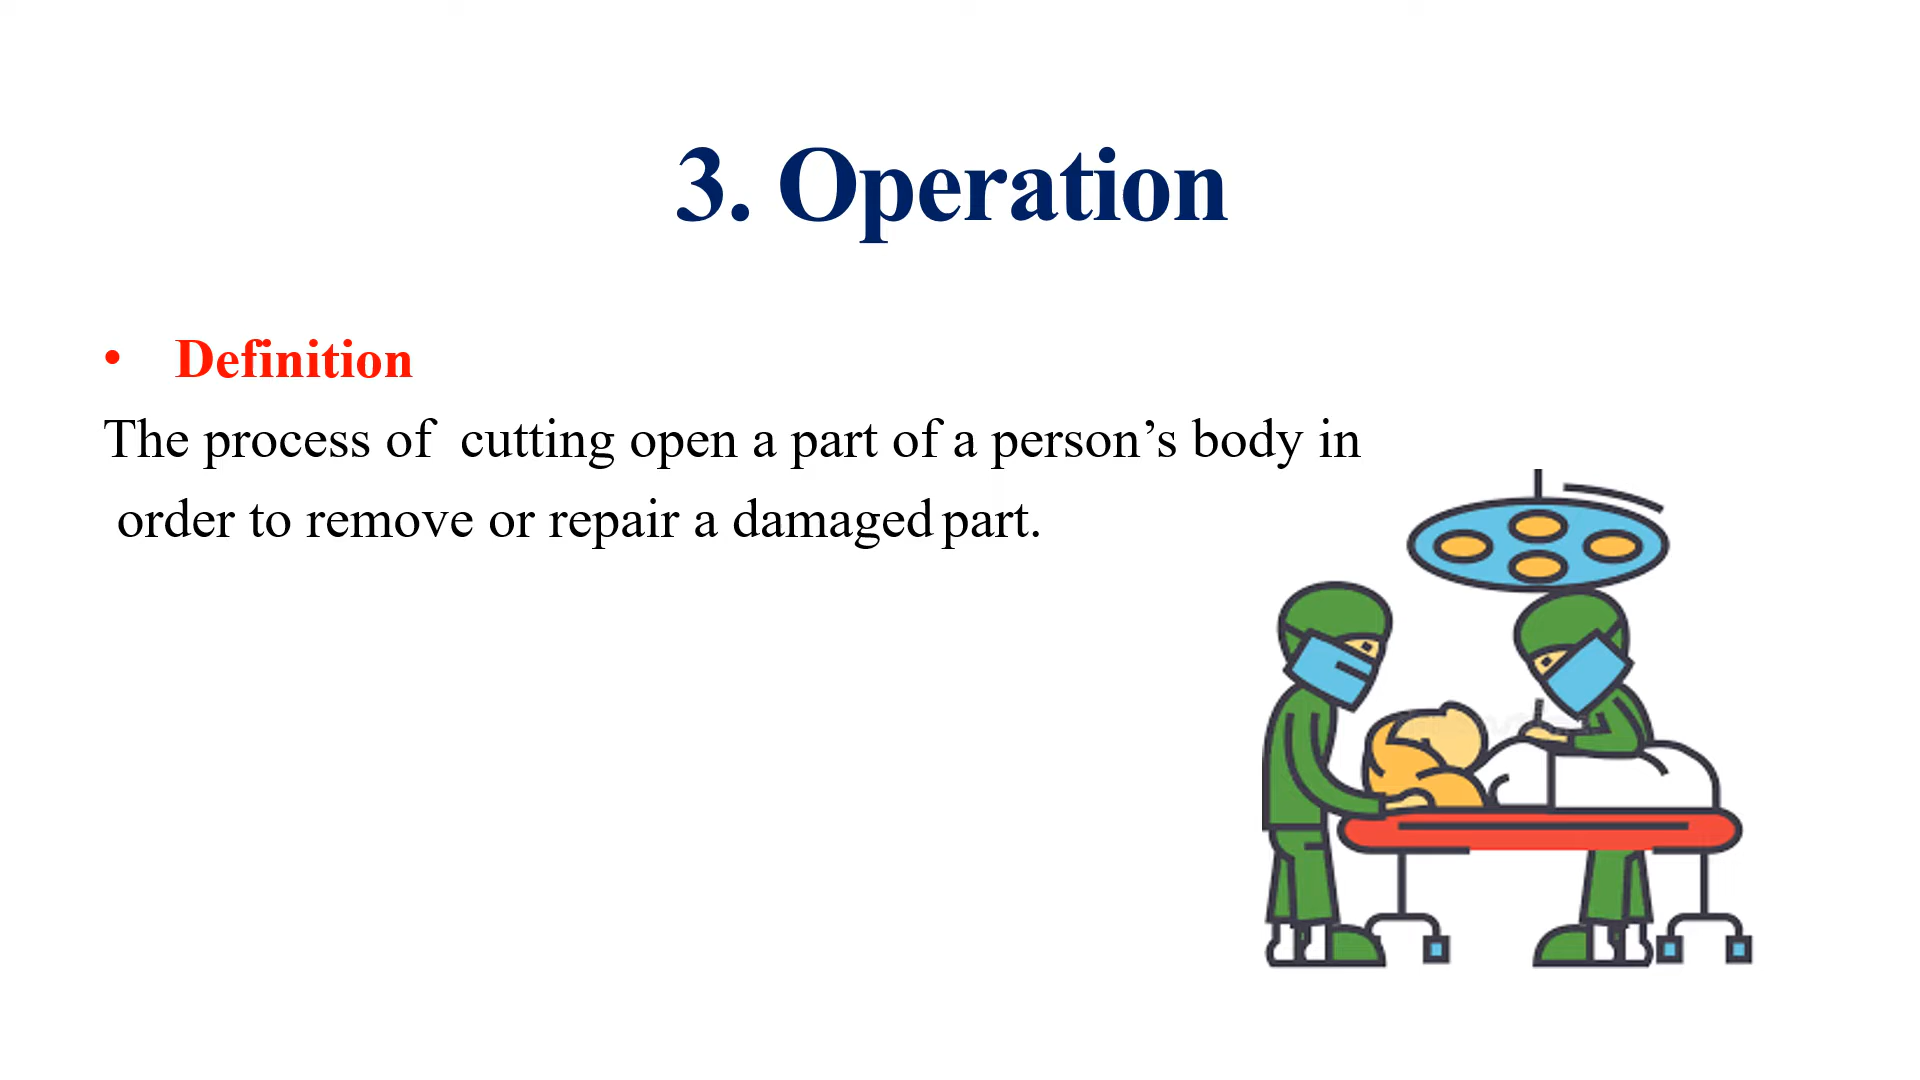 3. Operation
• Definition
The process of cutting open a part of a person’s body in
order to remove or repair a damaged part.